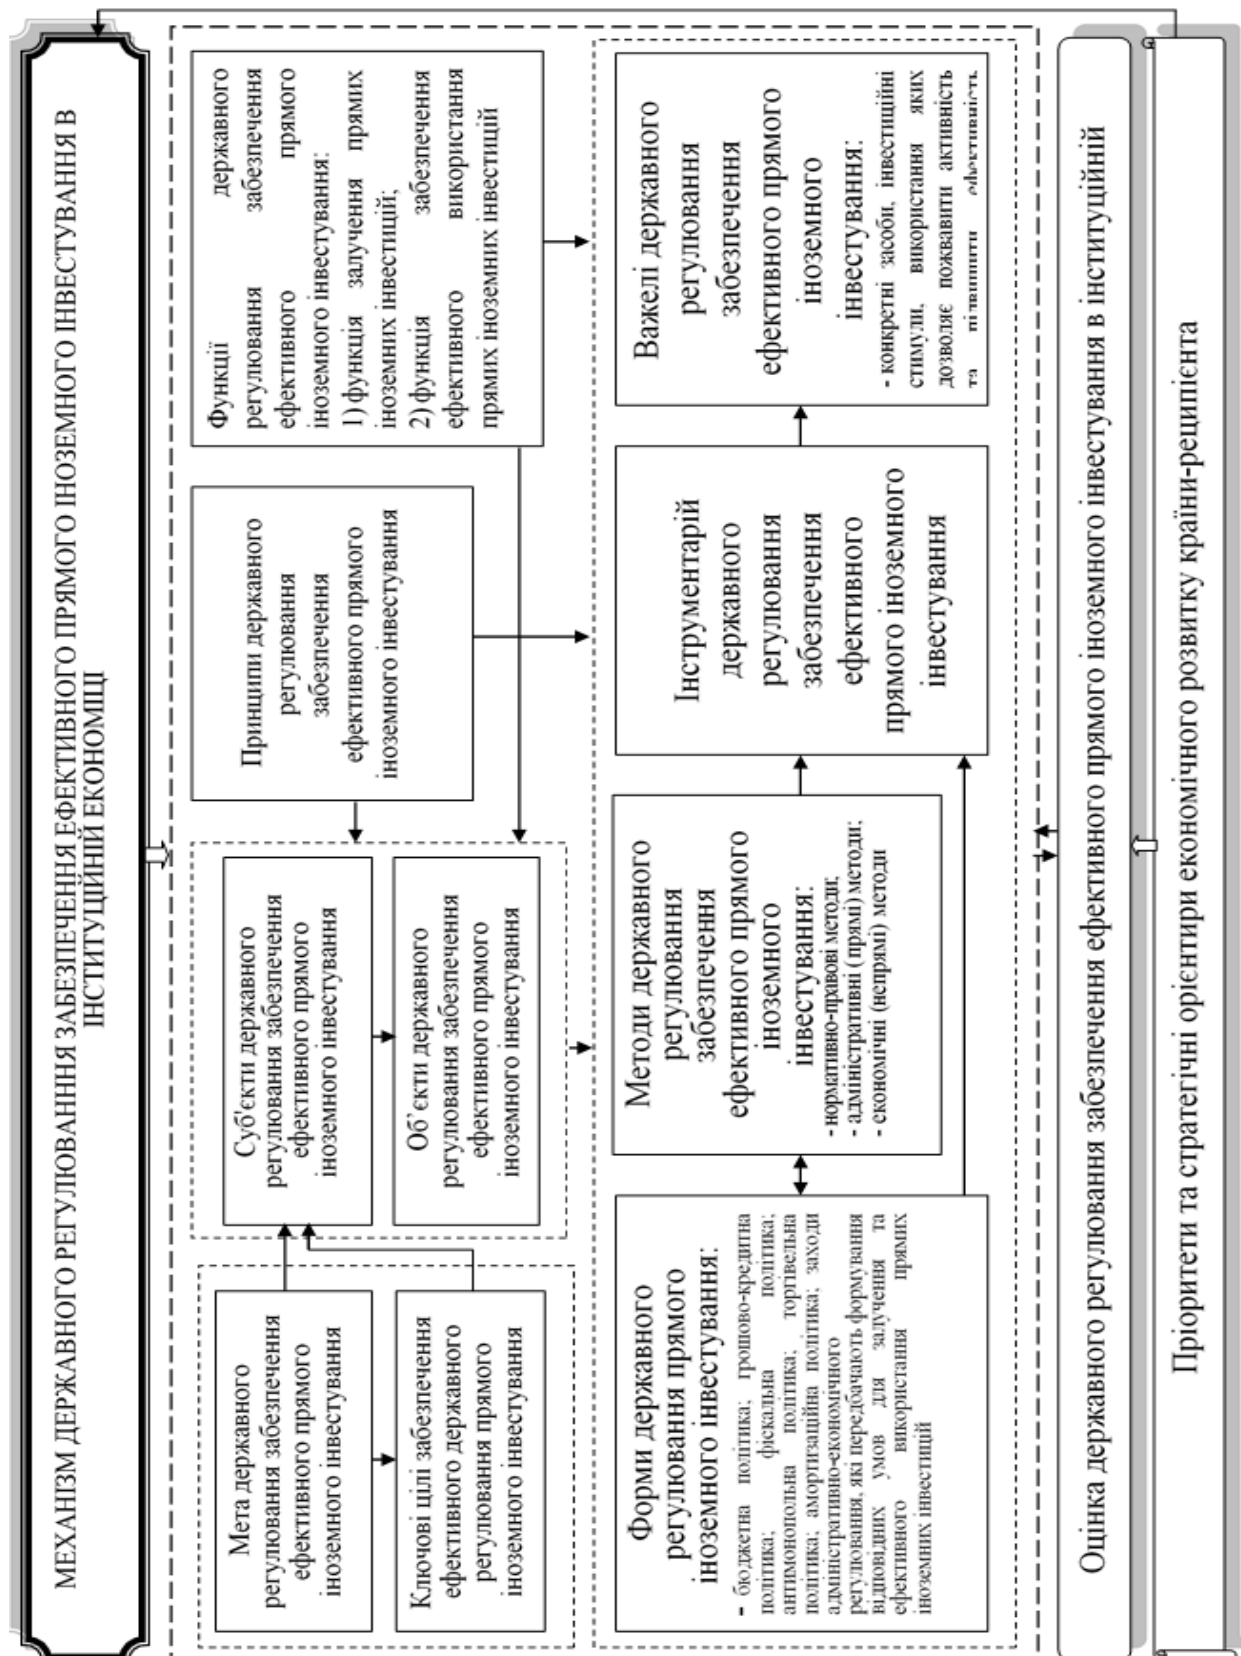 МЕХАНІЗМ ДЕРЖАВНОГО РЕГУЛЮВАННЯ ЗАБЕЗПЕЧЕННЯ ЕФЕКТИВНОГО ПРЯМОГО ІНОЗЕМНОГО ІНВЕСТУВАННЯ В
ІНСТИТУЦІЙНІЙ ЕКОНОМІЦІ
Мета державного
регулювання забезпечення
ефективного прямого
іноземного інвестування
Ключові цілі забезпечення
ефективного державного
регулювання прямого
іноземного інвестування
Суб'єкти державного
регулювання забезпечення
ефективного прямого
іноземного інвестування
Об'єкти державного
регулювання забезпечення
ефективного прямого
іноземного інвестування
Принципи державного
регулювання
забезпечення
ефективного прямого
іноземного інвестування
Функції державного
регулювання забезпечення
ефективного прямого
іноземного інвестування:
1) функція залучення прямих
іноземних інвестицій;
2) функція забезпечення
ефективного використання
прямих іноземних інвестицій
Форми державного
регулювання прямого
іноземного інвестування:
- бюджетна політика; грошово-кредитна
політика; фіскальна політика;
антимонопольна політика; торгівельна
політика; амортизаційна політика; заходи
адміністративно-економічного
регулювання, які передбачають формування
відповідних умов для залучення та
ефективного використання прямих
іноземних інвестицій
Методи державного
регулювання
забезпечення
ефективного прямого
іноземного
інвестування:
- нормативно-правові методи;
- адміністративні (прямі) методи;
- економічні (непрямі) методи
Інструментарій
державного
регулювання
забезпечення
ефективного
прямого іноземного
інвестування
Важелі державного
регулювання
забезпечення
ефективного прямого
іноземного
інвестування:
- конкретні засоби, інвестиційні
стимули, використання яких
дозволяє пожвавити активність
та підвищити ефективність
Оцінка державного регулювання забезпечення ефективного прямого іноземного інвестування в інституційній
Пріоритети та стратегічні орієнтири економічного розвитку країни-реципієнта